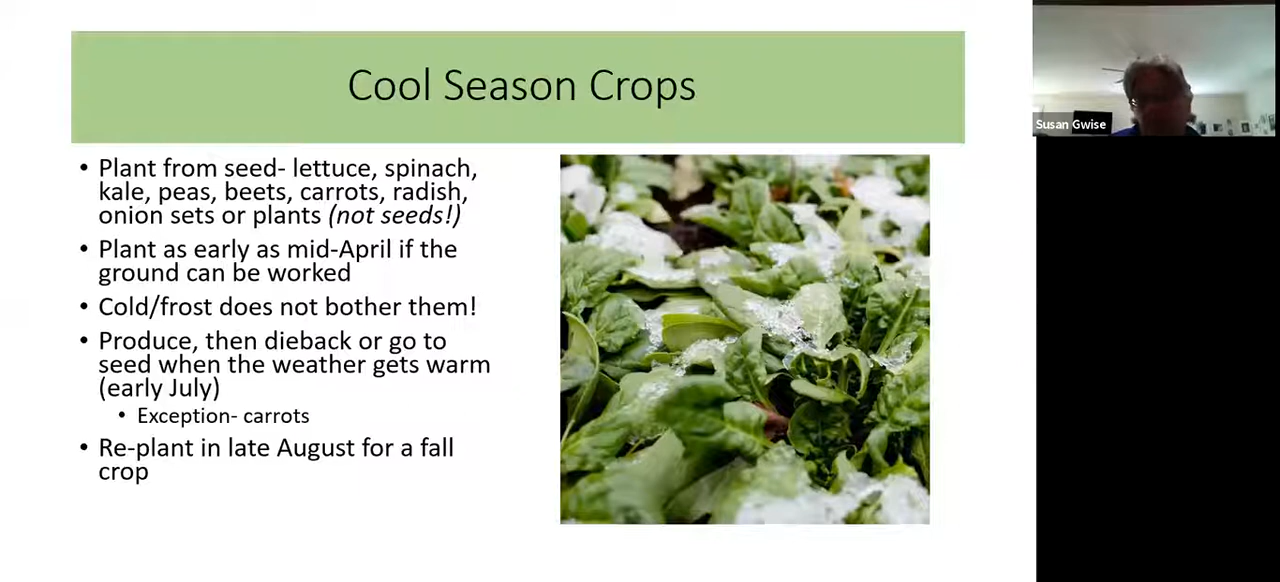 Cool Season Crops
• Plant from seed- lettuce, spinach,
kale, peas, beets, carrots, radish,
onion sets or plants (not seeds!)
• Plant as early as mid-April if the
ground can be worked
• Cold/frost does not bother them!
• Produce, then dieback or go to
seed when the weather gets warm
(early July)
• Exception- carrots
• Re-plant in late August for a fall
crop
Susan Gwise